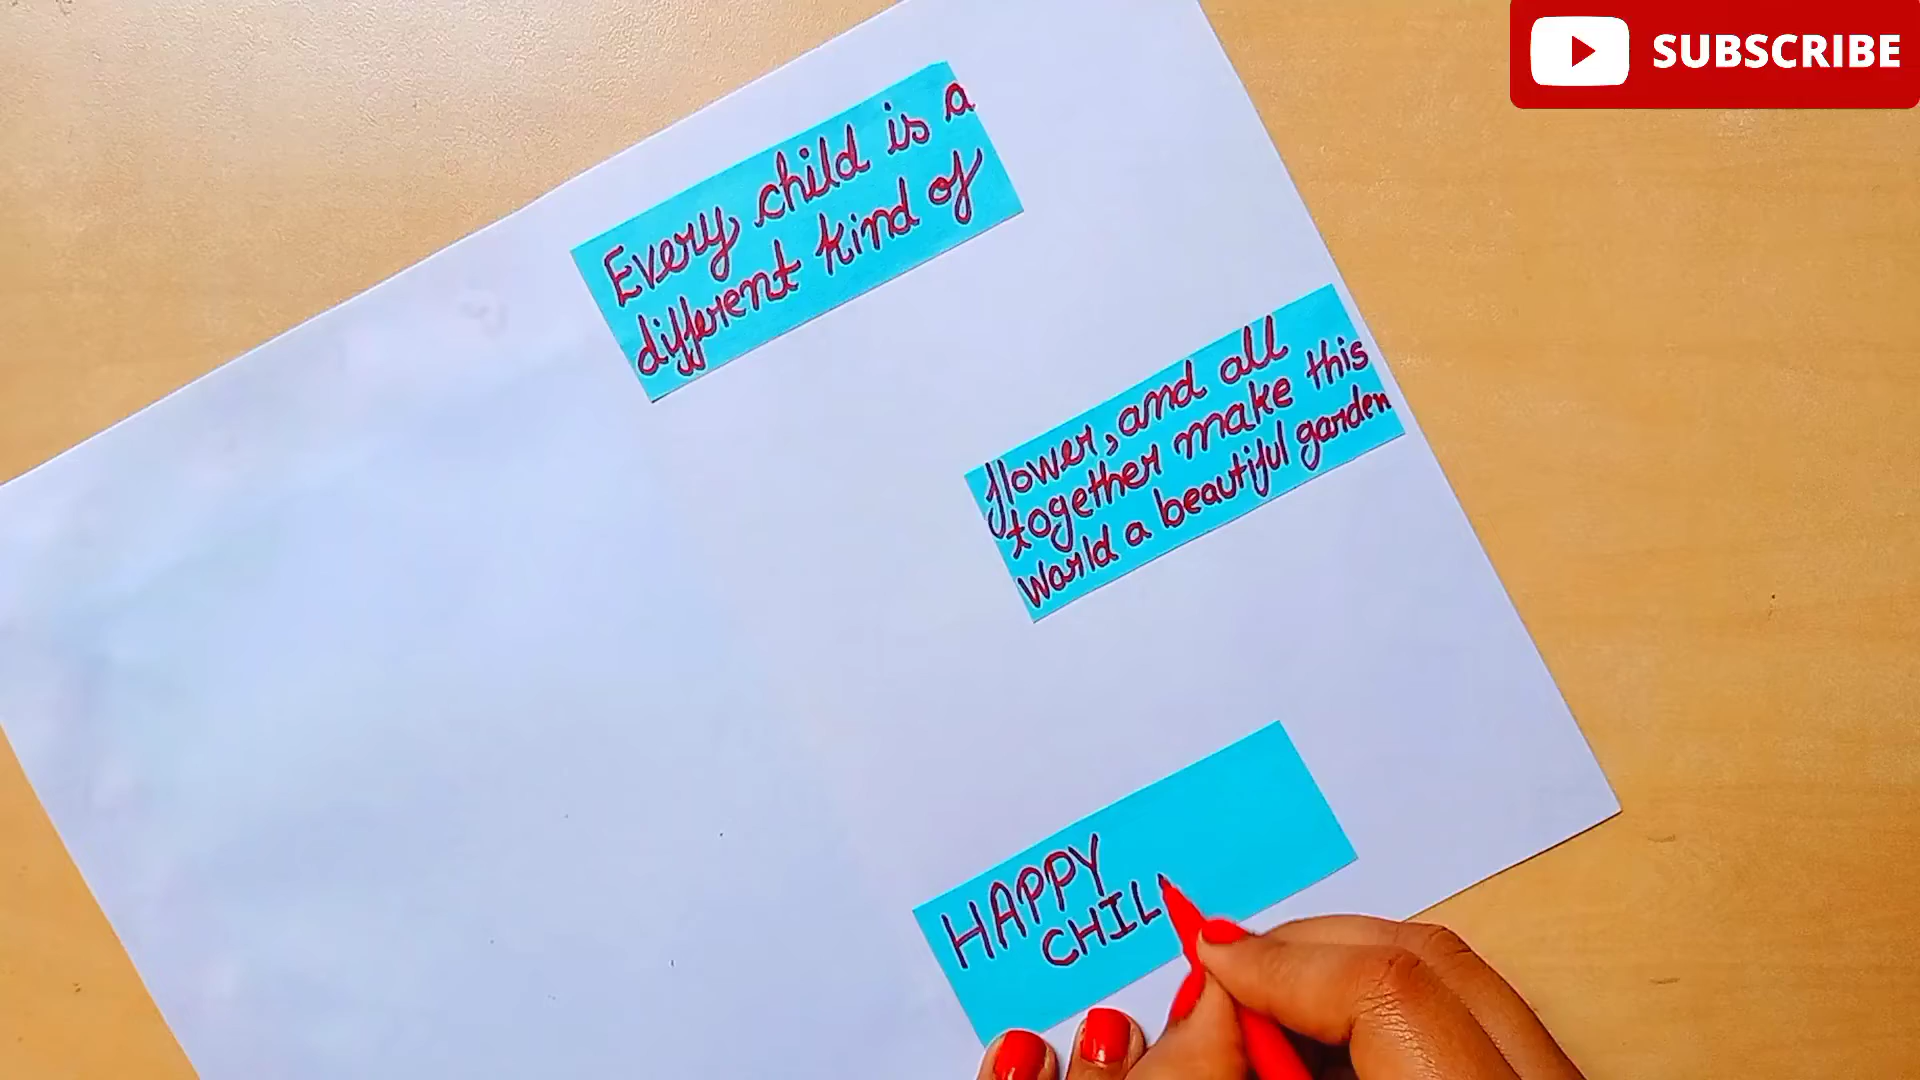 SUBSCRIBE
Every child is a
different kind of
flower, and all
together make this
World a beautiful garden
HAPPY
CHIL